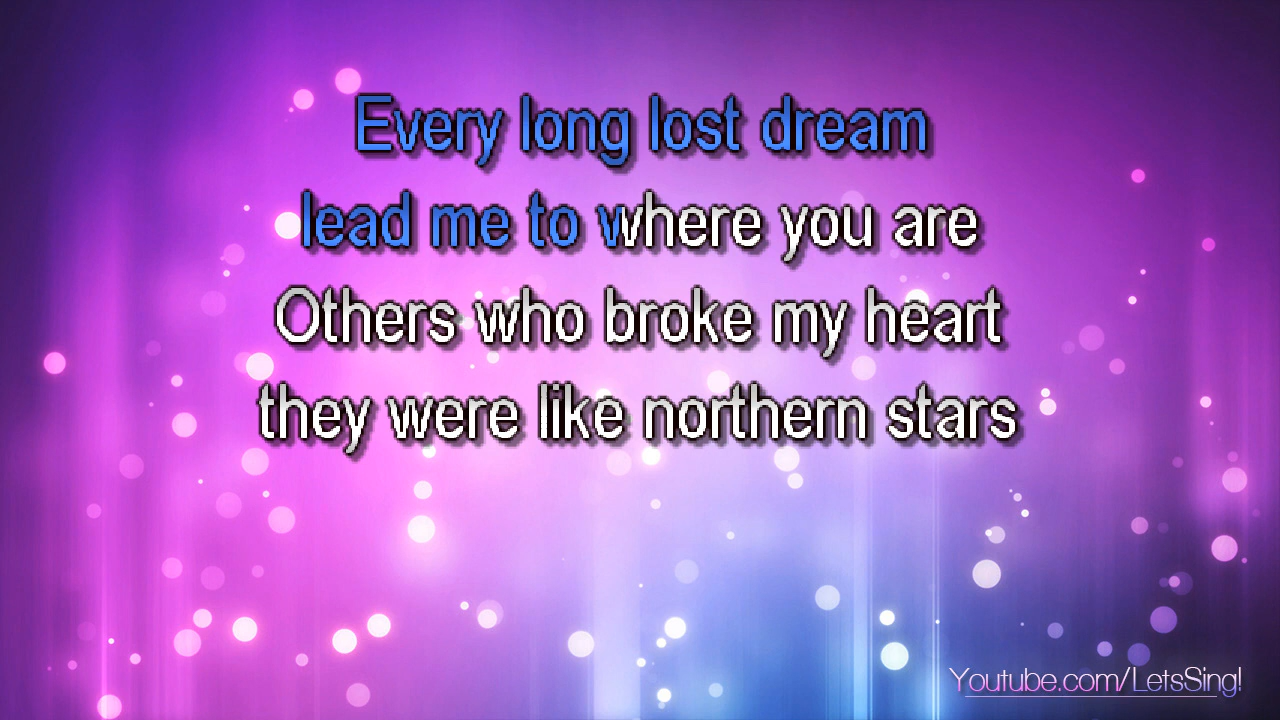 Every long lost dream
lead me to where you are
Others who broke my heart
they were like northern stars
Youtube.com/LetsSing!